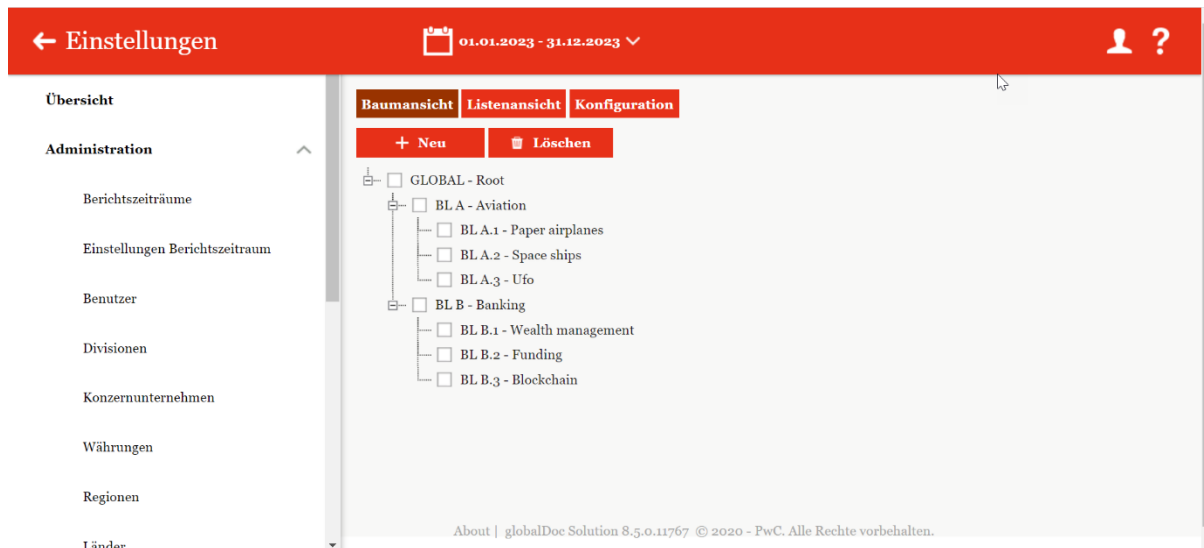 Einstellungen
01.01.2023 - 31.12.2023
?
Übersicht
Administration
Berichtszeiträume
Einstellungen Berichtszeitraum
Benutzer
Divisionen
Konzernunternehmen
Währungen
Regionen
Länder
Baumansicht Listenansicht Konfiguration
+ Neu Löschen
GLOBAL - Root
BL A - Aviation
BL A.1 - Paper airplanes
BL A.2 - Space ships
BL A.3 - Ufo
BL B - Banking
BL B.1 - Wealth management
BL B.2 - Funding
BL B.3 - Blockchain
About | globalDoc Solution 8.5.0.11767 © 2020 - PwC. Alle Rechte vorbehalten.